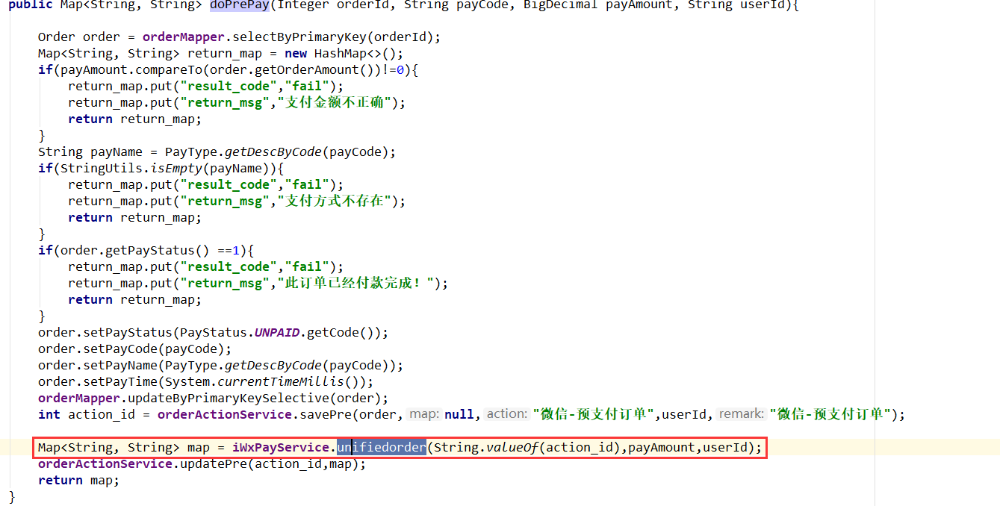 public Map<String, String> doPrePay(Integer orderId, String payCode, BigDecimal payAmount, String userId){
Order order = orderMapper.selectByPrimaryKey(orderId);
Map<String, String> return_map = new HashMap<>();
if(payAmount.compareTo(order.getOrderAmount())!=0){
return_map.put("result_code","fail");
return_map.put("return_msg","支付金额不正确");
return return_map;
}
String payName = PayType.getDescByCode(payCode);
if(StringUtils.isEmpty(payName)){
return_map.put("result_code","fail");
return_map.put("return_msg","支付方式不存在");
return return_map;
}
if(order.getPayStatus() ==1){
return_map.put("result_code","fail");
return_map.put("return_msg","此订单已经付款完成！");
return return_map;
}
order.setPayStatus(PayStatus.UNPAID.getCode());
order.setPayCode(payCode);
order.setPayName(PayType.getDescByCode(payCode));
order.setPayTime(System.currentTimeMillis());
orderMapper.updateByPrimaryKeySelective(order);
int action_id = orderActionService.savePre(order, map: null, action: "微信-预支付订单",userId, remark: "微信-预支付订单");
Map<String, String> map = iWxPayService.unifiedorder(String.valueOf(action_id),payAmount,userId);
orderActionService.updatePre(action_id,map);
return map;
}